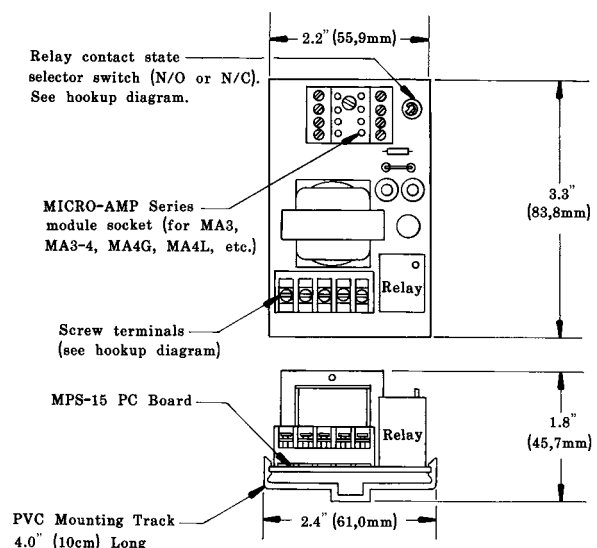 2.2" (55,9mm)
Relay contact state
selector switch (N/O or N/C).
See hookup diagram.
3.3"
(83,8mm)
MICRO-AMP Series
module socket (for MA3,
MA3-4, MA4G, MA4L, etc.)
Relay
Screw terminals
(see hookup diagram)
MPS-15 PC Board
1.8"
(45,7mm)
Relay
PVC Mounting Track
4.0" (10cm) Long
2.4" (61,0mm)